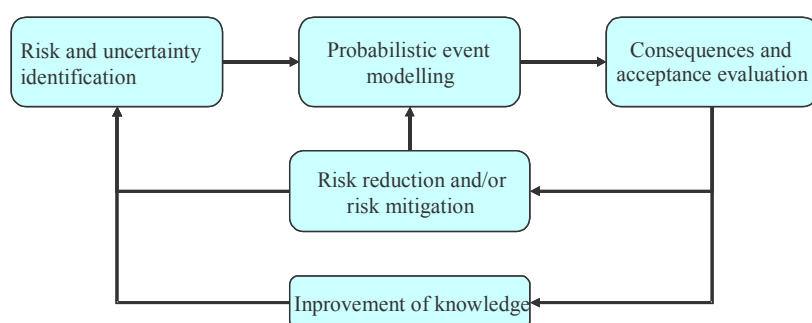 Risk and uncertainty
identification
Probabilistic event
modelling
Consequences and
acceptance evaluation
Risk reduction and/or
risk mitigation
Inprovement of knowledge